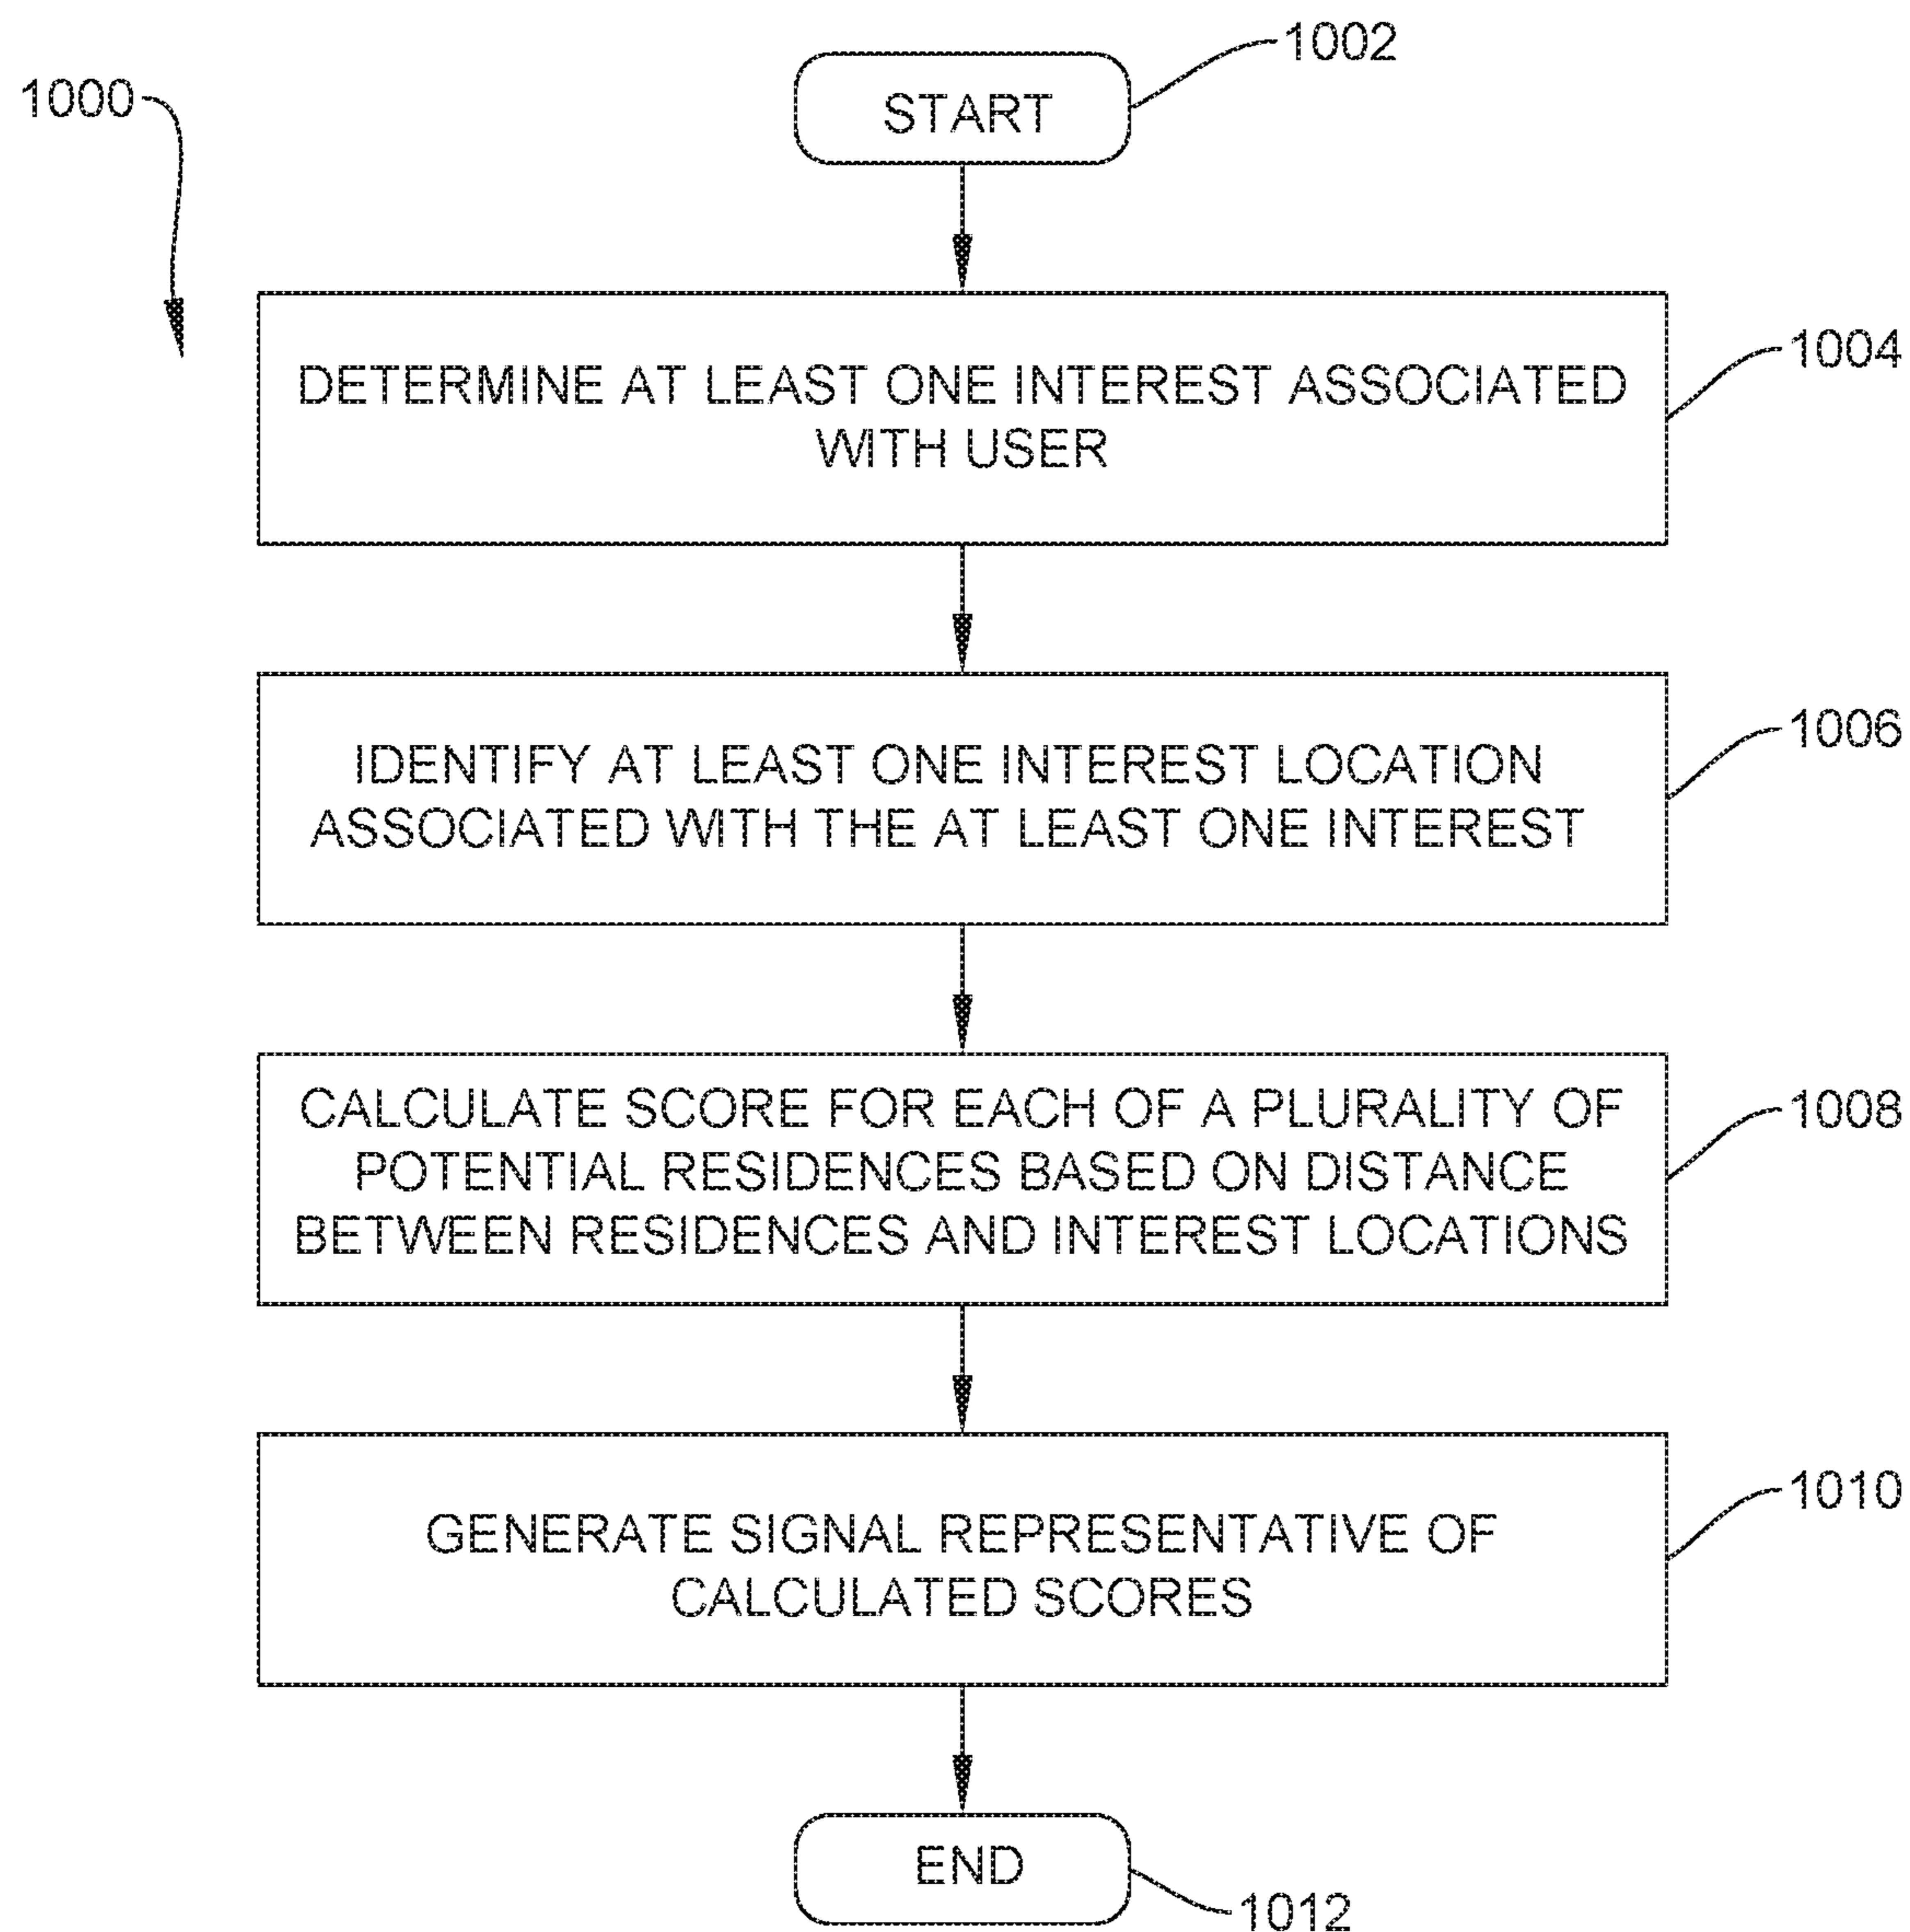 1002
START
1000
1004
DETERMINE AT LEAST ONE INTEREST ASSOCIATED
WITH USER
1006
IDENTIFY AT LEAST ONE INTEREST LOCATION
ASSOCIATED WITH THE AT LEAST ONE INTEREST
1008
CALCULATE SCORE FOR EACH OF A PLURALITY OF
POTENTIAL RESIDENCES BASED ON DISTANCE
BETWEEN RESIDENCES AND INTEREST LOCATIONS
1010
GENERATE SIGNAL REPRESENTATIVE OF
CALCULATED SCORES
END
1012